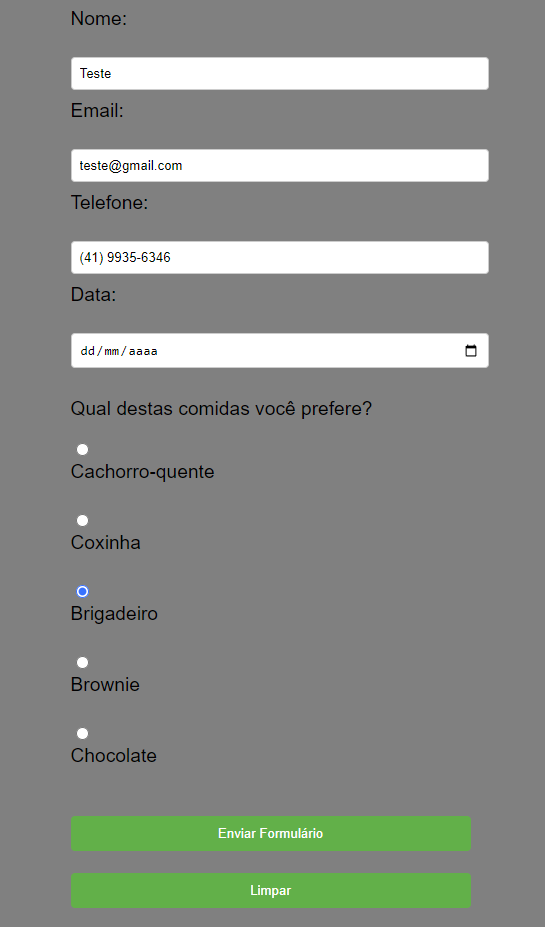 Nome:
Teste
Email:
teste@gmail.com
Telefone:
(41) 9935-6346
Data:
dd/mm/aaaa
Qual destas comidas você prefere?
Cachorro-quente
Coxinha
Brigadeiro
Brownie
Chocolate
Enviar Formulário
Limpar